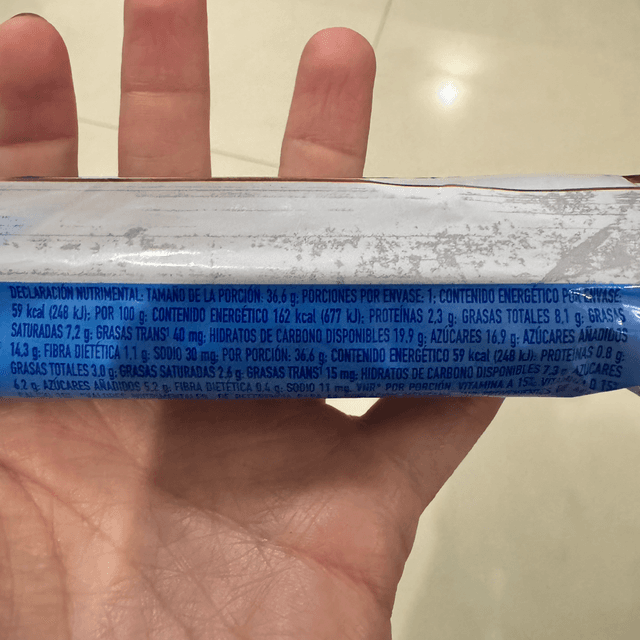 DECLARACIÓN NUTRIMENTAL: TAMAÑO DE LA PORCIÓN: 36,6 g; PORCIONES POR ENVASE: 1; CONTENIDO ENERGÉTICO POR ENVASE
59 kcal (248 kJ); POR 100 g: CONTENIDO ENERGÉTICO 162 kcal (677 kJ); PROTEÍNAS 2,3 g; GRASAS TOTALES 8.1 g; GRASAS
SATURADAS 7,2 g; GRASAS TRANS¹ 40 mg; HIDRATOS DE CARBONO DISPONIBLES 19.9 g; AZÚCARES 16.9 g; AZÚCARES AÑADIDOS
14,3 g; FIBRA DIETÉTICA 1.1 g; SODIO 30 mg; POR PORCIÓN: 36,6 g; CONTENIDO ENERGÉTICO 59 kcal (248 kJ); PROTEÍNAS 0.8 g;
GRASAS TOTALES 3.0 g; GRASAS SATURADAS 2.6 g; GRASAS TRANS¹ 15 mg; HIDRATOS DE CARBONO DISPONIBLES 7.3 g; AZÚCARES
6.2 g; AZÚCARES AÑADIDOS 5.2 g; FIBRA DIETÉTICA 0.4 g; SODIO 11 mg. VNR* POR PORCIÓN: VITAMINA A 15%,